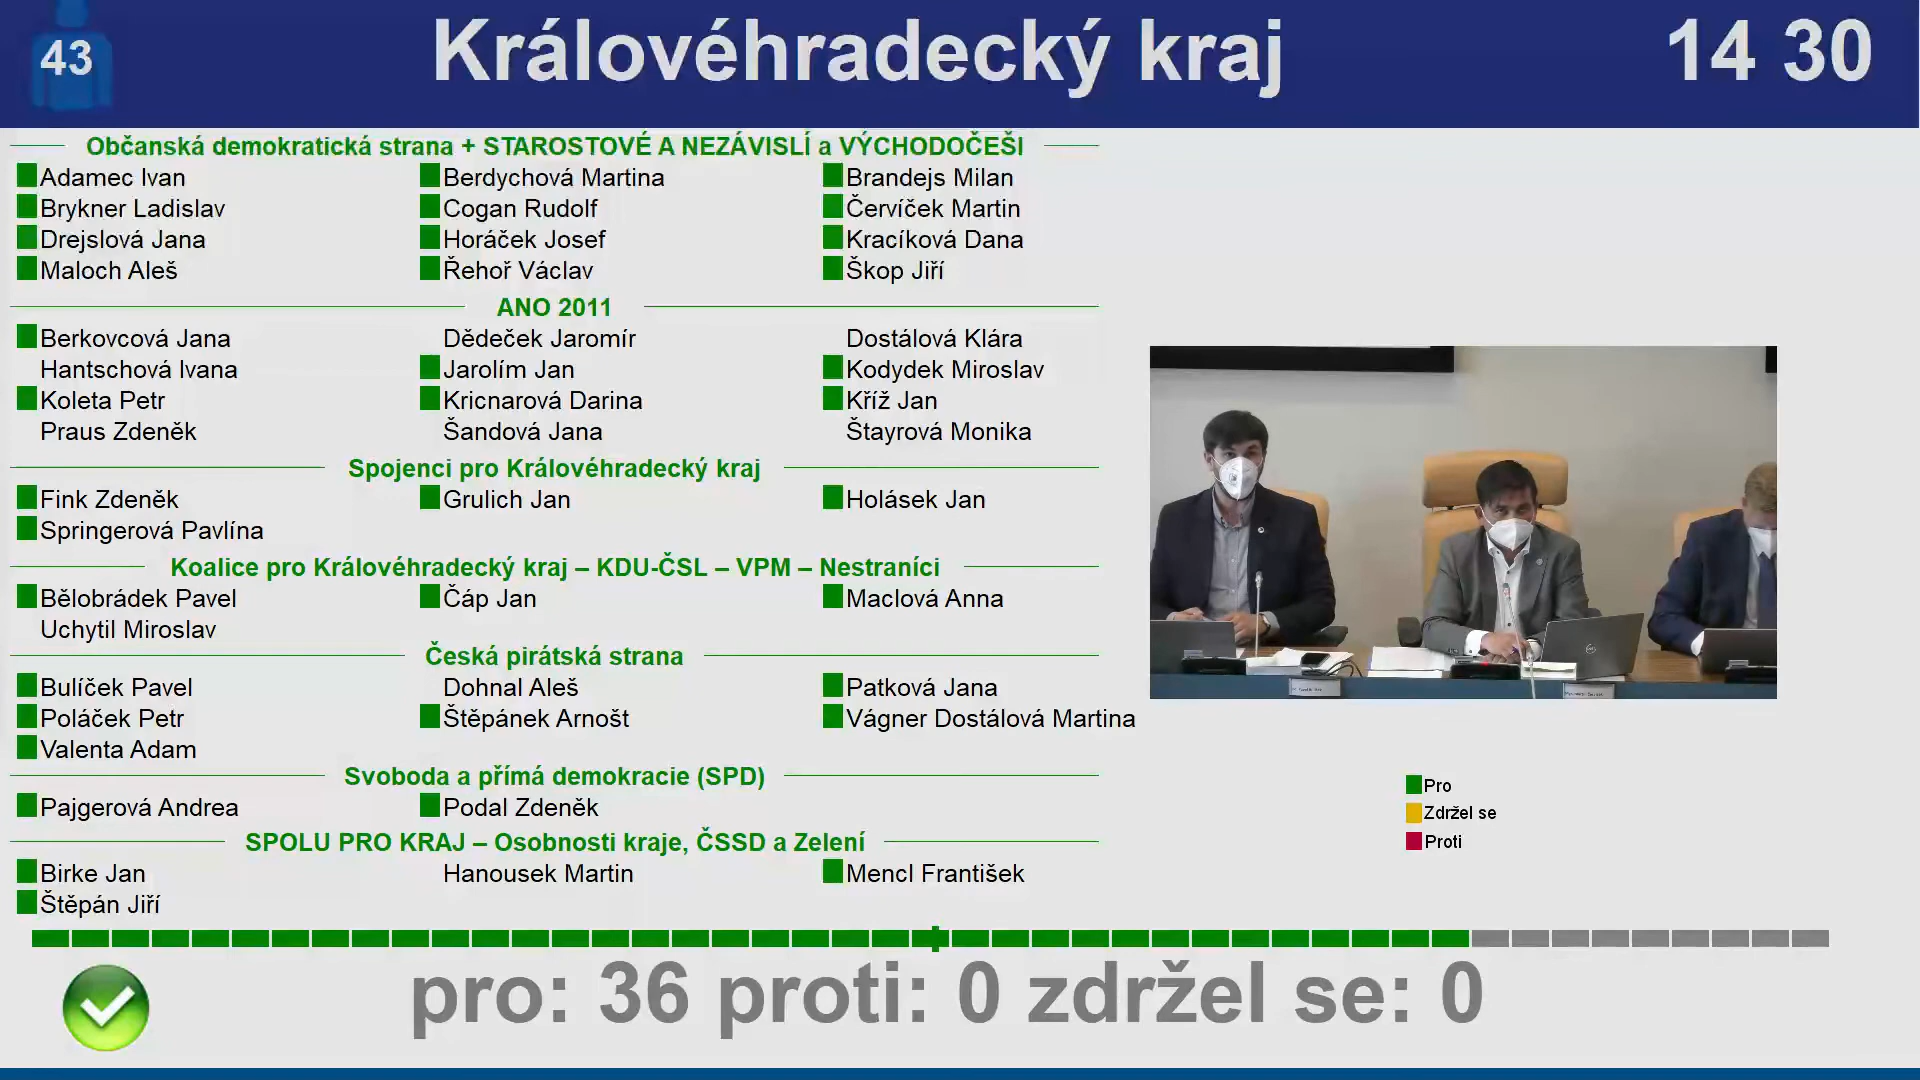 43
Královéhradecký kraj
14 30
Občanská demokratická strana + STAROSTOVÉ A NEZÁVISLÍ a VÝCHODOČEŠI
Adamec Ivan Berdychová Martina Brandejs Milan
Brykner Ladislav Cogan Rudolf Červíček Martin
Drejslová Jana Horáček Josef Kracíková Dana
Maloch Aleš Řehoř Václav Škop Jiří
ANO 2011
Berkovcová Jana Dědeček Jaromír Dostálová Klára
Hantschová Ivana Jarolím Jan Kodydek Miroslav
Koleta Petr Kricnarová Darina Kříž Jan
Praus Zdeněk Šandová Jana Štayrová Monika
Spojenci pro Královéhradecký kraj
Fink Zdeněk Grulich Jan Holásek Jan
Springerová Pavlína
Koalice pro Královéhradecký kraj – KDU-ČSL – VPM – Nestraníci
Bělobrádek Pavel Čáp Jan Maclová Anna
Uchytil Miroslav
Česká pirátská strana
Bulíček Pavel Dohnal Aleš Patková Jana
Poláček Petr Štěpánek Arnošt Vágner Dostálová Martina
Valenta Adam
Svoboda a přímá demokracie (SPD)
Pajgerová Andrea Podal Zdeněk
SPOLU PRO KRAJ – Osobnosti kraje, ČSSD a Zelení
Birke Jan Hanousek Martin Mencl František
Štěpán Jiří
Pro
Zdržel se
Proti
pro: 36 proti: 0 zdržel se: 0